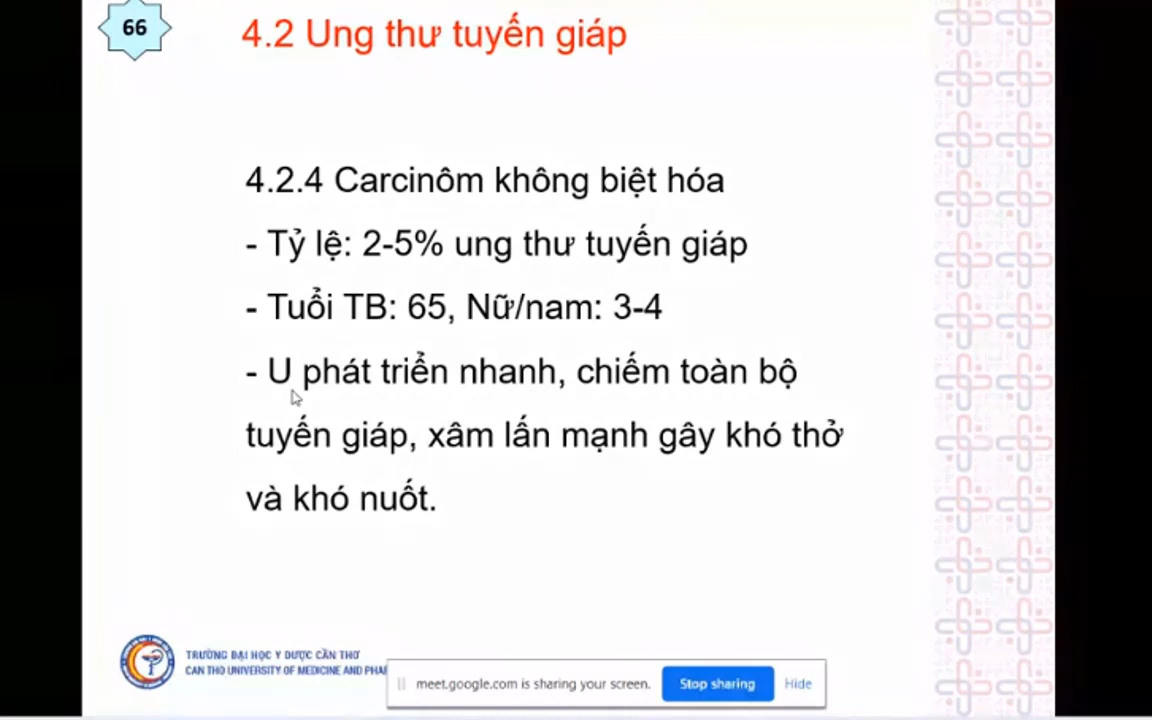 66
4.2 Ung thư tuyến giáp
4.2.4 Carcinôm không biệt hóa
- Tỷ lệ: 2-5% ung thư tuyến giáp
- Tuổi TB: 65, Nữ/nam: 3-4
- U phát triển nhanh, chiếm toàn bộ
tuyến giáp, xâm lấn mạnh gây khó thở
và khó nuốt.
TRƯỜNG ĐẠI HỌC Y DƯỢC CẦN THƠ
CAN THO UNIVERSITY OF MEDICINE AND
meet.google.com is sharing your screen.
Stop sharing
Hide